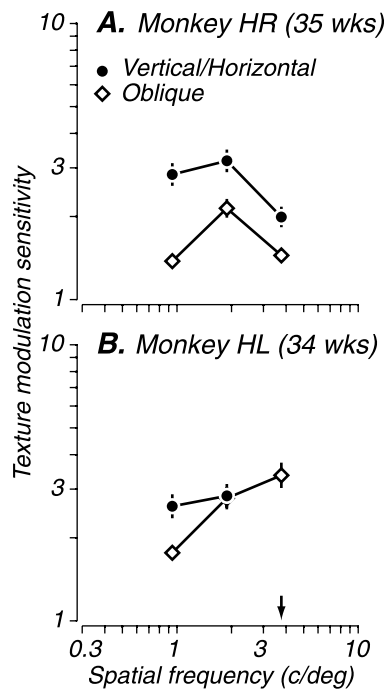 10
A. Monkey HR (35 wks)
Vertical/Horizontal
Oblique
3
1
Texture modulation sensitivity
10
B. Monkey HL (34 wks)
3
1
0.3 1 3 10
Spatial frequency (c/deg)